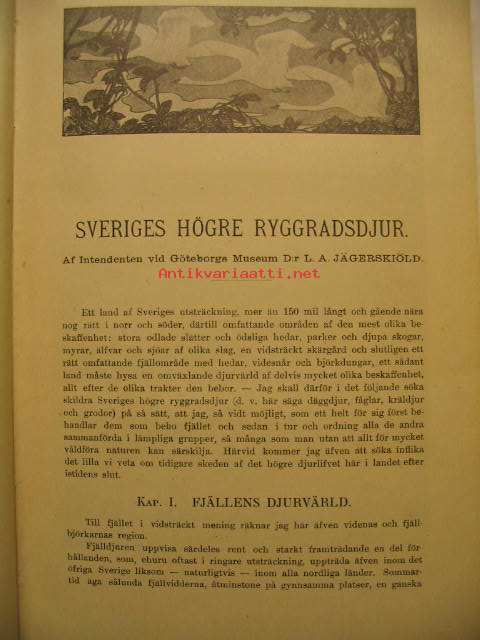 SVERIGES HÖGRE RYGGRADSDJUR.
Af Intendenten vid Göteborgs Museum D:r L. A. JÄGERSKIÖLD.
Antikvariaatti.net
Ett land af Sveriges utsträckning, mer än 150 mil långt och gående nära
nog rätt i norr och söder, därtill omfattande områden af den mest olika be-
skaffenhet: stora odlade slätter och ödsliga hedar, parker och djupa skogar,
myrar, älfvar och sjöar af olika slag, en vidsträckt skärgård och slutligen ett
rätt omfattande fjällområde med hedar, videsnår och björkdungar, ett sådant
land måste hysa en omväxlande djurvärld af delvis mycket olika beskaffenhet,
allt efter de olika trakter den bebor. — Jag skall därför i det följande söka
skildra Sveriges högre ryggradsdjur (d. v. här säga däggdjur, fåglar, kräldjur
och grodor) på så sätt, att jag, så vidt möjligt, som ett helt för sig först be-
handlar dem som bebo fjället och sedan i tur och ordning alla de andra
sammanförda i lämpliga grupper, så många som man utan att allt för mycket
våldföra naturen kan särskilja. Härvid kommer jag äfven att söka inflika
det lilla vi veta om tidigare skeden af det högre djurlifvet här i landet efter
istidens slut.
KAP. I. FJÄLLENS DJURVÄRLD.
Till fjället i vidsträckt mening räknar jag här äfven videnas och fjäll-
björkarnas region.
Fjälldjuren uppvisa särdeles rent och starkt framträdande en del för-
hållanden, som, ehuru oftast i ringare utsträckning, uppträda äfven inom det
öfriga Sverige liksom — naturligtvis — inom alla nordliga länder. Sommar-
tid äga sålunda fjällvidderna, åtminstone på gynnsamma platser, en ganska